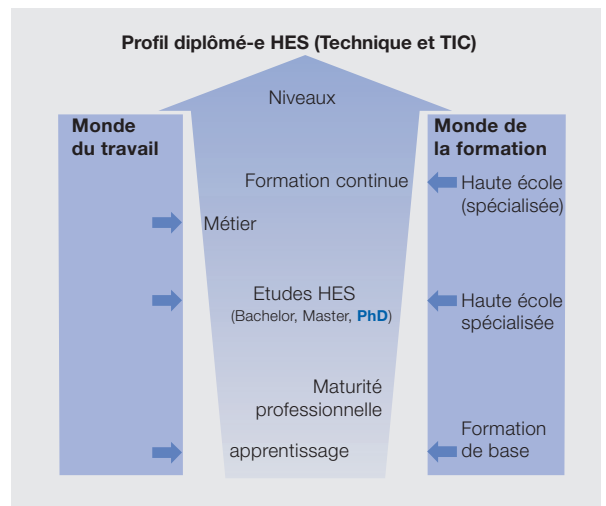 Profil diplômé-e HES (Technique et TIC)
Niveaux
Monde
du travail
Monde de
la formation
Formation continue
Haute école
(spécialisée)
Métier
Etudes HES
(Bachelor, Master, PhD)
Haute école
spécialisée
Maturité
professionnelle
apprentissage
Formation
de base